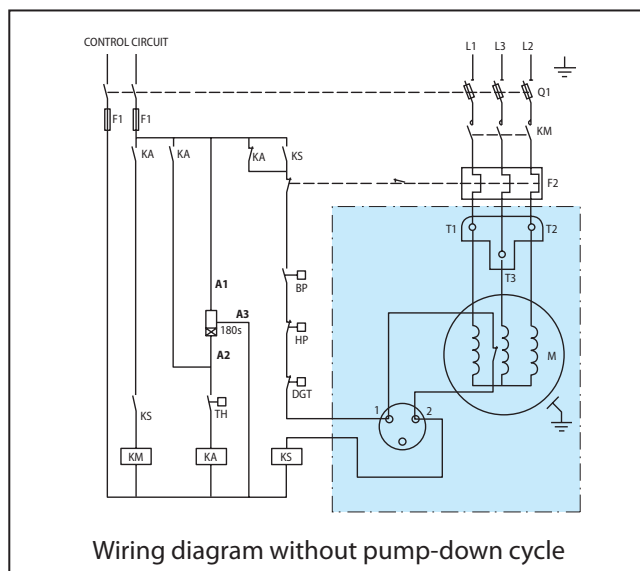 CONTROL CIRCUIT
L1 L3 L2
Q1
F1 F1
KM
KA KA KA KS
F2
T1 T2
T3
A1
BP
A3
180s
HP
M
A2
DGT
1 2
KS TH
KM KA KS
Wiring diagram without pump-down cycle